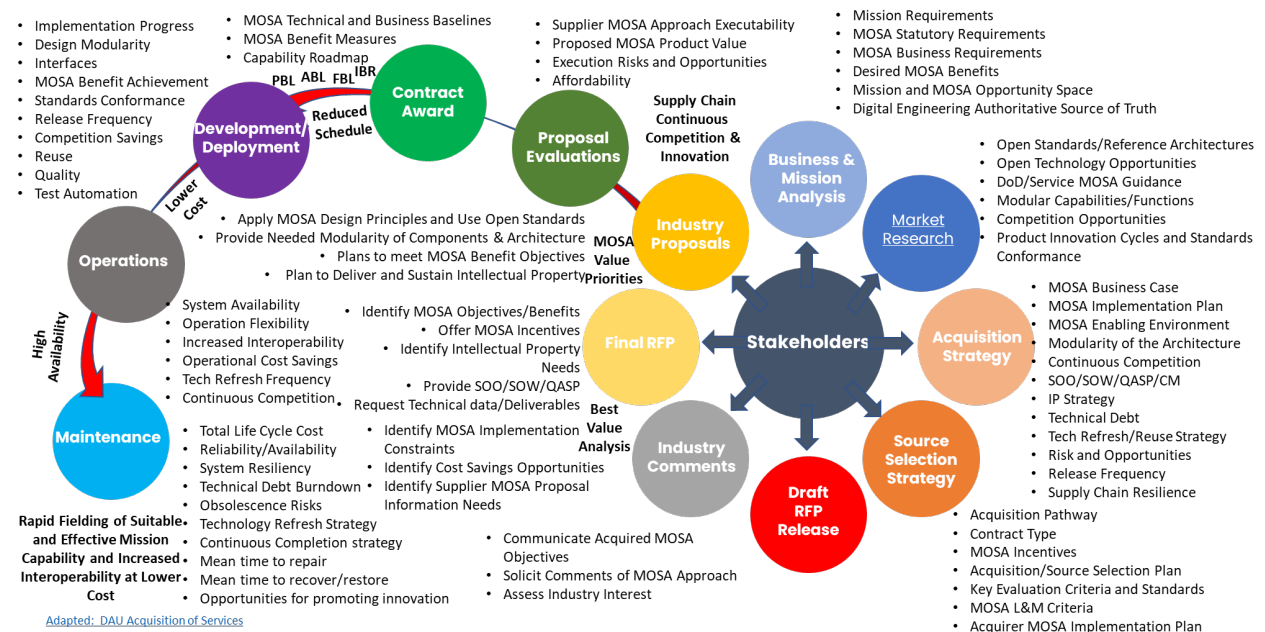 • Implementation Progress
• Design Modularity
• Interfaces
• MOSA Benefit Achievement
• Standards Conformance
• Release Frequency
• Competition Savings
• Reuse
• Quality
• Test Automation
• MOSA Technical and Business Baselines
• MOSA Benefit Measures
• Capability Roadmap
PBL ABL FBL IBR
Reduced
Schedule
Contract
Award
• Supplier MOSA Approach Executability
• Proposed MOSA Product Value
• Execution Risks and Opportunities
• Affordability
• Mission Requirements
• MOSA Statutory Requirements
• MOSA Business Requirements
• Desired MOSA Benefits
• Mission and MOSA Opportunity Space
• Digital Engineering Authoritative Source of Truth
Development/
Deployment
Proposal
Evaluations
Supply Chain
Continuous
Competition &
Innovation
Business &
Mission
Analysis
• Open Standards/Reference Architectures
• Open Technology Opportunities
• DoD/Service MOSA Guidance
• Modular Capabilities/Functions
• Competition Opportunities
• Product Innovation Cycles and Standards
Conformance
Market
Research
Lower
Cost
• Apply MOSA Design Principles and Use Open Standards
• Provide Needed Modularity of Components & Architecture
• Plans to meet MOSA Benefit Objectives
• Plan to Deliver and Sustain Intellectual Property
MOSA
Value
Priorities
Industry
Proposals
Operations
High
Availability
• System Availability
• Operation Flexibility
• Increased Interoperability
• Operational Cost Savings
• Tech Refresh Frequency
• Continuous Competition
• Identify MOSA Objectives/Benefits
• Offer MOSA Incentives
• Identify Intellectual Property
Needs
• Provide SOO/SOW/QASP
• Request Technical data/Deliverables
Final RFP
Stakeholders
Acquisition
Strategy
• MOSA Business Case
• MOSA Implementation Plan
• MOSA Enabling Environment
• Modularity of the Architecture
• Continuous Competition
• SOO/SOW/QASP/CM
• IP Strategy
• Technical Debt
• Tech Refresh/Reuse Strategy
• Risk and Opportunities
• Release Frequency
• Supply Chain Resilience
Maintenance
• Total Life Cycle Cost
• Reliability/Availability
• System Resiliency
• Technical Debt Burndown
• Obsolescence Risks
• Technology Refresh Strategy
• Continuous Completion strategy
• Mean time to repair
• Mean time to recover/restore
• Opportunities for promoting innovation
• Identify MOSA Implementation
Constraints
• Identify Cost Savings Opportunities
• Identify Supplier MOSA Proposal
Information Needs
Best
Value
Analysis
Industry
Comments
Source
Selection
Strategy
Draft
RFP
Release
Rapid Fielding of Suitable
and Effective Mission
Capability and Increased
Interoperability at Lower
Cost
• Communicate Acquired MOSA
Objectives
• Solicit Comments of MOSA Approach
• Assess Industry Interest
• Acquisition Pathway
• Contract Type
• MOSA Incentives
• Acquisition/Source Selection Plan
• Key Evaluation Criteria and Standards
• MOSA L&M Criteria
• Acquirer MOSA Implementation Plan
Adapted: DAU Acquisition of Services